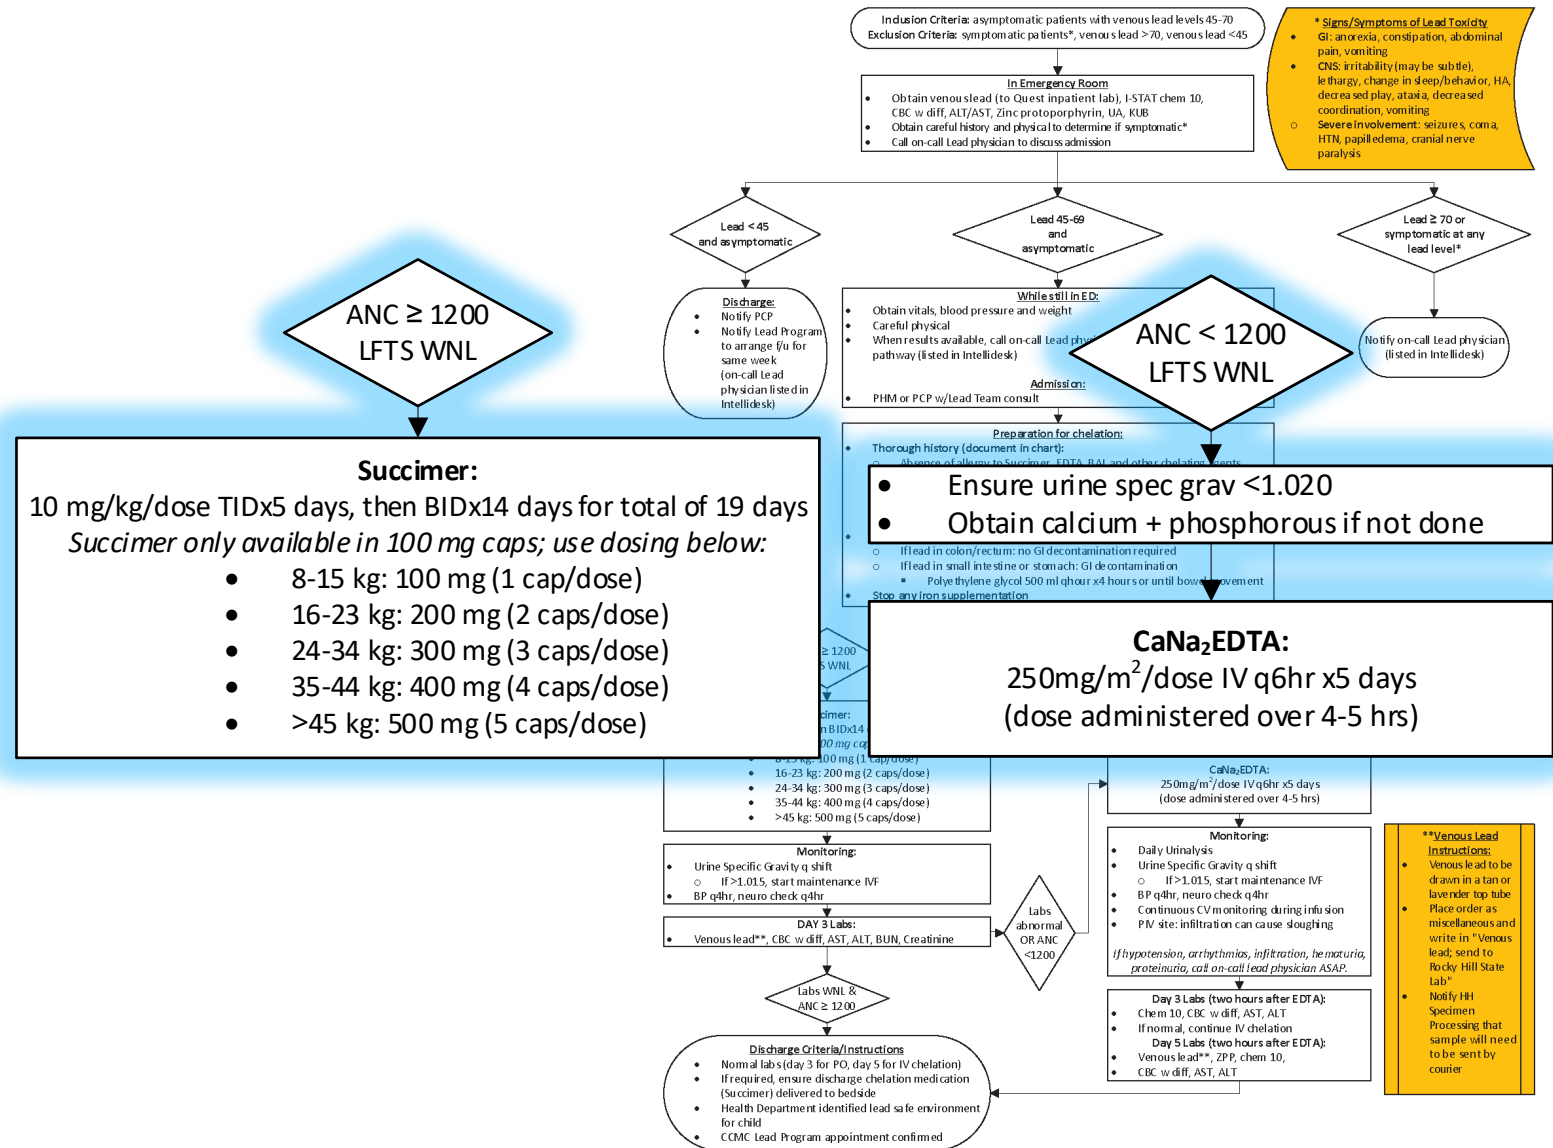 Inclusion Criteria: asymptomatic patients with venous lead levels 45-70
Exclusion Criteria: symptomatic patients*, venous lead >70, venous lead <45
* Signs/Symptoms of Lead Toxicity
• GI: anorexia, constipation, abdominal
pain, vomiting
• CNS: irritability (may be subtle),
lethargy, change in sleep/behavior, HA,
decreased play, ataxia, decreased
coordination, vomiting
○ Severe involvement: seizures, coma,
HTN, papilledema, cranial nerve
paralysis
In Emergency Room
• Obtain venous lead (to Quest inpatient lab), I-STAT chem 10,
CBC w diff, ALT/AST, Zinc protoporphyrin, UA, KUB
• Obtain careful history and physical to determine if symptomatic*
• Call on-call Lead physician to discuss admission
Lead < 45
and asymptomatic
Lead 45-69
and
asymptomatic
Lead ≥ 70 or
symptomatic at any
lead level*
Discharge:
• Notify PCP
• Notify Lead Program
to arrange f/u for
same week
(on-call Lead
physician listed in
Intellidesk)
While still in ED:
• Obtain vitals, blood pressure and weight
• Careful physical
• When results available, call on-call Lead
pathway (listed in Intellidesk)
Admission:
• PHM or PCP w/Lead Team consult
Notify on-call Lead physician
(listed in Intellidesk)
ANC ≥ 1200
LFTS WNL
ANC < 1200
LFTS WNL
Preparation for chelation:
• Thorough history (document in chart):
○ Absence of allergy to Succimer, EDTA, BAL and other chelating agents
Succimer:
10 mg/kg/dose TIDx5 days, then BIDx14 days for total of 19 days
Succimer only available in 100 mg caps; use dosing below:
• 8-15 kg: 100 mg (1 cap/dose)
• 16-23 kg: 200 mg (2 caps/dose)
• 24-34 kg: 300 mg (3 caps/dose)
• 35-44 kg: 400 mg (4 caps/dose)
• >45 kg: 500 mg (5 caps/dose)
• Ensure urine spec grav <1.020
• Obtain calcium + phosphorous if not done
○ If lead in colon/rectum: no GI decontamination required
○ If lead in small intestine or stomach: GI decontamination
▪ Polyethylene glycol 500 ml qhour x4 hours or until bowel movement
• Stop any iron supplementation
CaNa₂EDTA:
250mg/m²/dose IV q6hr x5 days
(dose administered over 4-5 hrs)
≥ 1200
WNL
BIDx14
• 8-15 kg: 100 mg (1 cap/dose)
• 16-23 kg: 200 mg (2 caps/dose)
• 24-34 kg: 300 mg (3 caps/dose)
• 35-44 kg: 400 mg (4 caps/dose)
• >45 kg: 500 mg (5 caps/dose)
CaNa₂EDTA:
250mg/m²/dose IV q6hr x5 days
(dose administered over 4-5 hrs)
Monitoring:
• Urine Specific Gravity q shift
○ If >1.015, start maintenance IVF
• BP q4hr, neuro check q4hr
DAY 3 Labs:
• Venous lead**, CBC w diff, AST, ALT, BUN, Creatinine
Labs
abnormal
OR ANC
<1200
Labs WNL &
ANC ≥ 1200
Monitoring:
• Daily Urinalysis
• Urine Specific Gravity q shift
○ If >1.015, start maintenance IVF
• BP q4hr, neuro check q4hr
• Continuous CV monitoring during infusion
• PIV site: infiltration can cause sloughing
If hypotension, arrhythmias, infiltration, hematuria,
proteinuria, call on-call lead physician ASAP.
Day 3 Labs (two hours after EDTA):
• Chem 10, CBC w diff, AST, ALT
• If normal, continue IV chelation
Day 5 Labs (two hours after EDTA):
• Venous lead**, ZPP, chem 10,
• CBC w diff, AST, ALT
**Venous Lead
Instructions:
• Venous lead to be
drawn in a tan or
lavender top tube
• Place order as
miscellaneous and
write in "Venous
lead; send to
Rocky Hill State
Lab"
• Notify HH
Specimen
Processing that
sample will need
to be sent by
courier
Discharge Criteria/Instructions
• Normal labs (day 3 for PO, day 5 for IV chelation)
• If required, ensure discharge chelation medication
(Succimer) delivered to bedside
• Health Department identified lead safe environment
for child
• CCMC Lead Program appointment confirmed